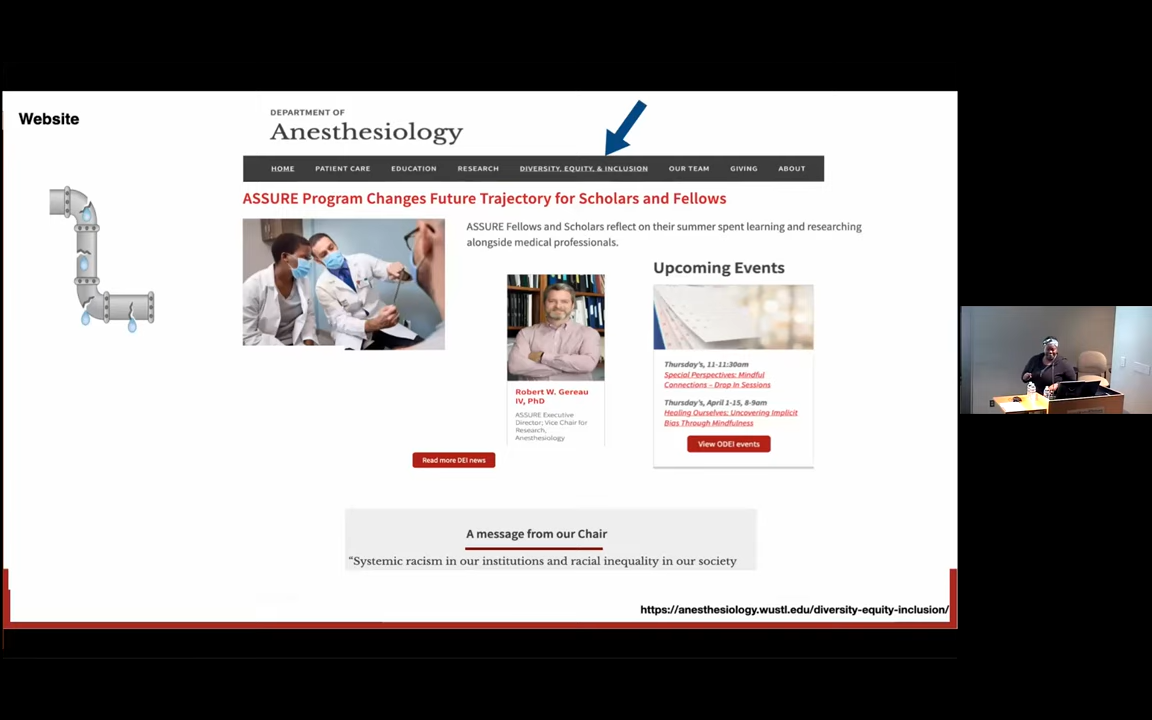 Website
DEPARTMENT OF
Anesthesiology
HOME PATIENT CARE EDUCATION RESEARCH DIVERSITY, EQUITY, & INCLUSION OUR TEAM GIVING ABOUT
ASSURE Program Changes Future Trajectory for Scholars and Fellows
ASSURE Fellows and Scholars reflect on their summer spent learning and researching
alongside medical professionals.
Robert W. Gereau
IV, PhD
ASSURE Executive
Director; Vice Chair for
Research,
Anesthesiology
Read more DEI news
Upcoming Events
Thursday's, 11-11:30am
Special Perspectives: Mindful
Connections – Drop In Sessions
Thursday's, April 1-15, 8-9am
Healing Ourselves: Uncovering Implicit
Bias Through Mindfulness
View ODEI events
A message from our Chair
“Systemic racism in our institutions and racial inequality in our society
https://anesthesiology.wustl.edu/diversity-equity-inclusion/